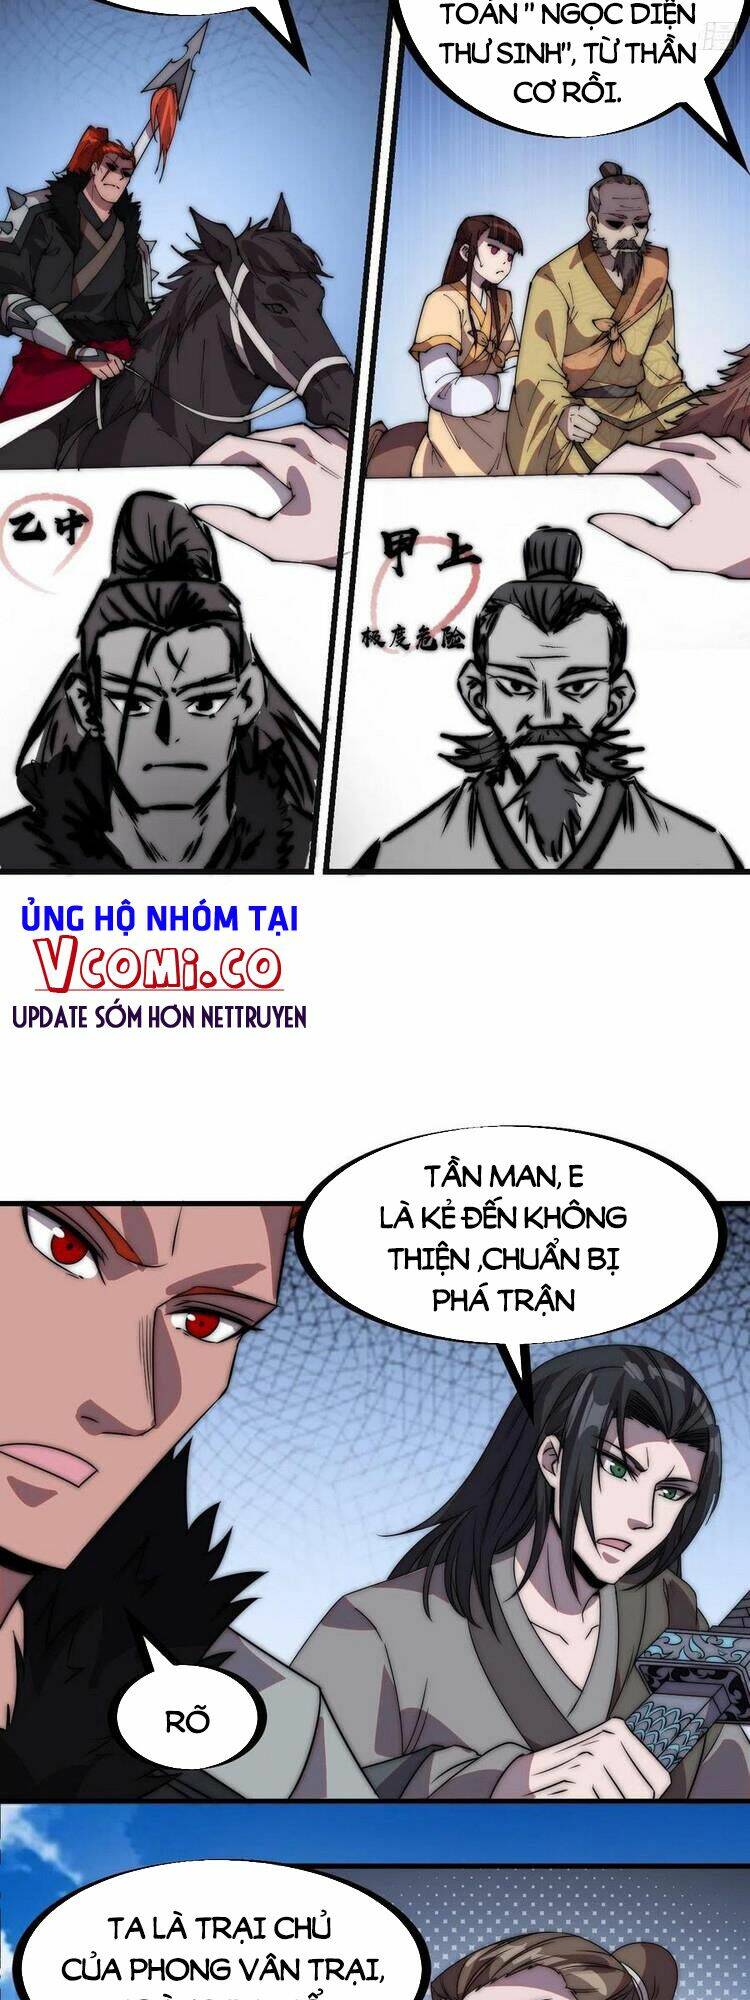 TOÁN " NGỌC DIỆN
THƯ SINH", TỪ THẦN
CƠ RỒI.
乙中
甲上
极度危险
ỦNG HỘ NHÓM TẠI
VCOMI.CO
UPDATE SỚM HƠN NETTRUYEN
TẦN MAN, E
LÀ KẺ ĐẾN KHÔNG
THIỆN ,CHUẨN BỊ
PHÁ TRẬN
RÕ
TA LÀ TRẠI CHỦ
CỦA PHONG VÂN TRẠI,